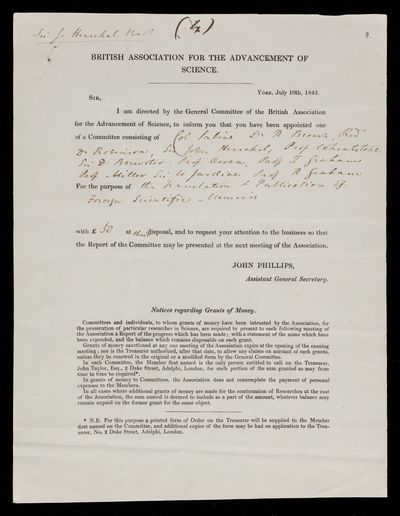 Sir J. Herschel Bart (4) 9.
BRITISH ASSOCIATION FOR THE ADVANCEMENT OF
SCIENCE.
YORK, July 10th, 1842.
SIR,
I am directed by the General Committee of the British Association
for the Advancement of Science, to inform you that you have been appointed one
of a Committee consisting of Col Sabine Dr R Brown, Revd
Dr Robinson, Sir John Herschel, Prof Wheatstone
Sir D Brewster, Prof Owen, Prof T Graham
Prof Miller Sir W Jardine Prof R Graham
For the purpose of the Translation & Publication of
Foreign Scientific Memoirs
with £ 50 at their disposal, and to request your attention to the business so that
the Report of the Committee may be presented at the next meeting of the Association.
JOHN PHILLIPS,
Assistant General Secretary.
Notices regarding Grants of Money.
Committees and individuals, to whom grants of money have been intrusted by the Association, for
the prosecution of particular researches in Science, are required to present to each following meeting of
the Association a Report of the progress which has been made; with a statement of the sums which have
been expended, and the balance which remains disposable on each grant.
Grants of money sanctioned at any one meeting of the Association expire at the opening of the ensuing
meeting; nor is the Treasurer authorized, after that date, to allow any claims on account of such grants,
unless they be renewed in the original or a modified form by the General Committee.
In each Committee, the Member first named is the only person entitled to call on the Treasurer,
John Taylor, Esq., 2 Duke Street, Adelphi, London, for such portion of the sum granted as may from
time to time be required*.
In grants of money to Committees, the Association does not contemplate the payment of personal
expenses to the Members.
In all cases where additional grants of money are made for the continuation of Researches at the cost
of the Association, the sum named is deemed to include as a part of the amount, whatever balance may
remain unpaid on the former grant for the same object.
* N.B. For this purpose a printed form of Order on the Treasurer will be supplied to the Member
first named on the Committee, and additional copies of the form may be had on application to the Trea-
surer, No. 2 Duke Street, Adelphi, London.